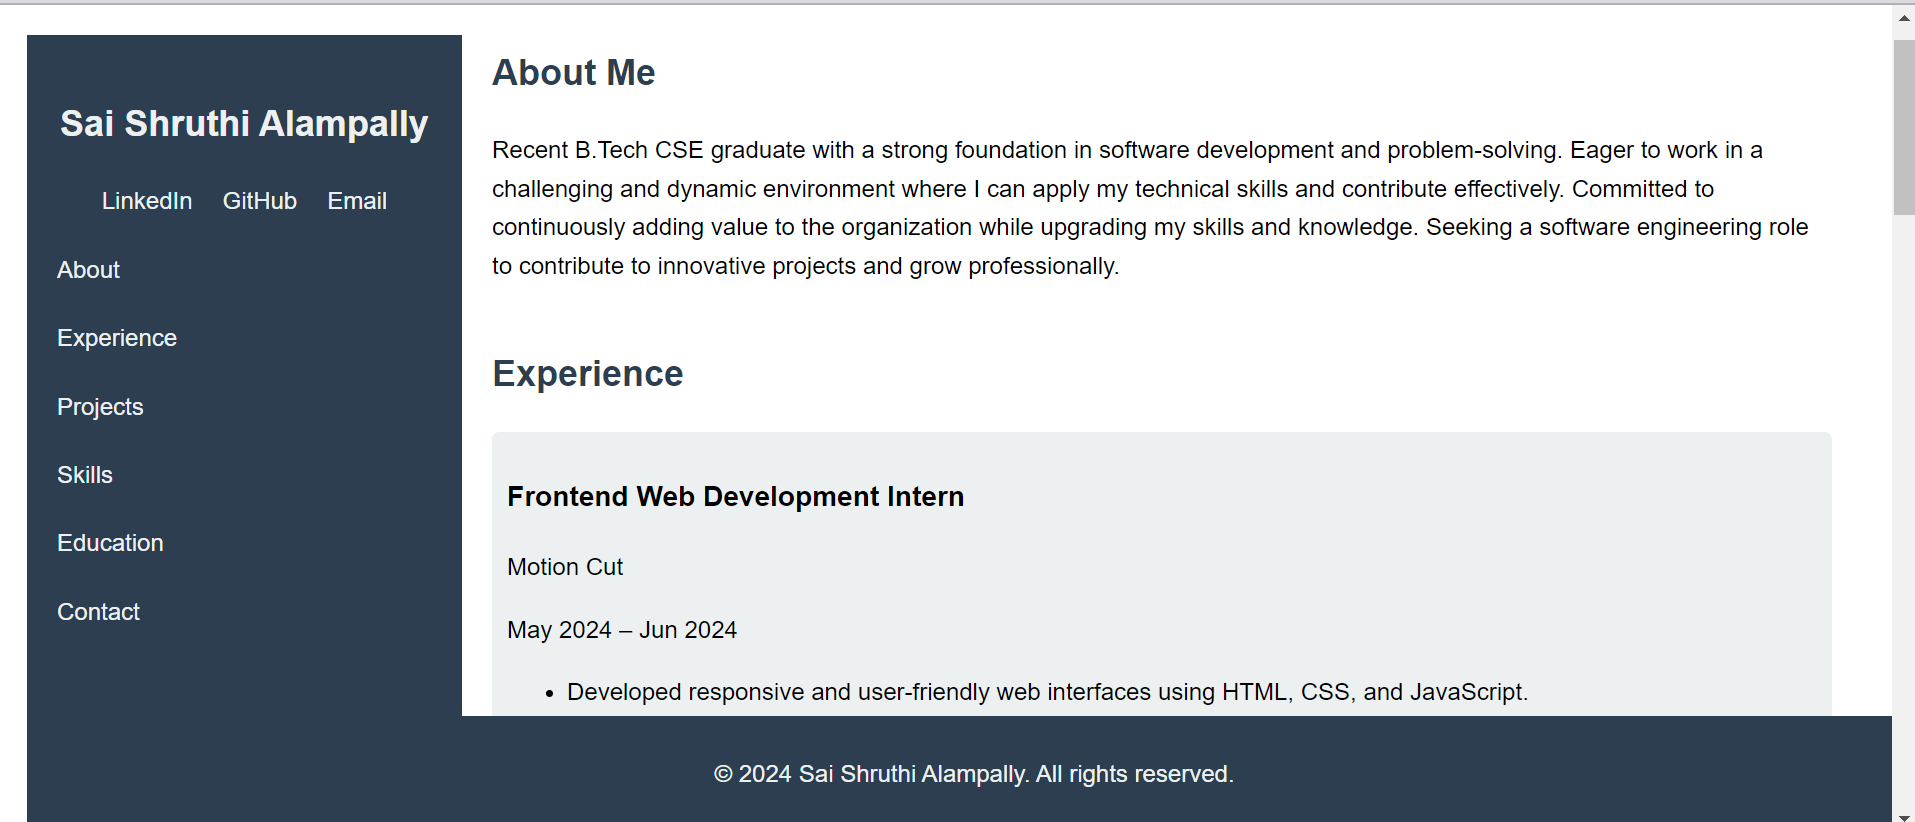 Sai Shruthi Alampally
LinkedIn GitHub Email
About
Experience
Projects
Skills
Education
Contact
About Me
Recent B.Tech CSE graduate with a strong foundation in software development and problem-solving. Eager to work in a
challenging and dynamic environment where I can apply my technical skills and contribute effectively. Committed to
continuously adding value to the organization while upgrading my skills and knowledge. Seeking a software engineering role
to contribute to innovative projects and grow professionally.
Experience
Frontend Web Development Intern
Motion Cut
May 2024 – Jun 2024
• Developed responsive and user-friendly web interfaces using HTML, CSS, and JavaScript.
© 2024 Sai Shruthi Alampally. All rights reserved.